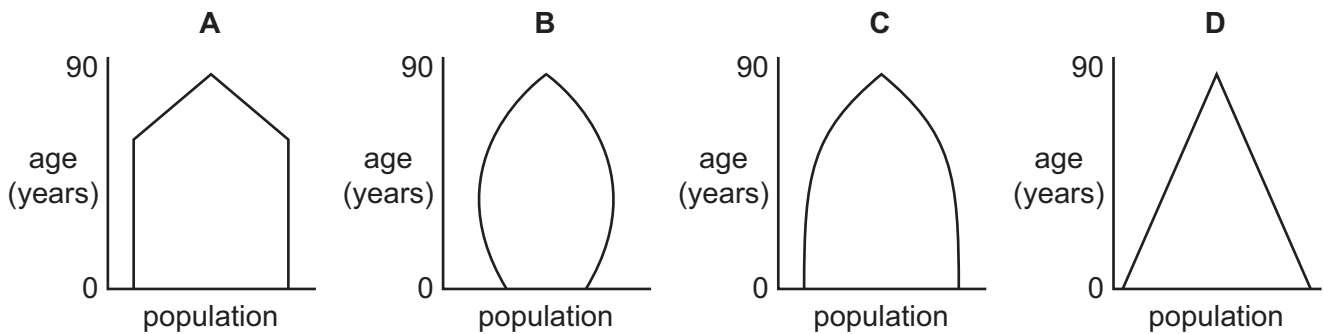 A
90
age
(years)
0
population
B
90
age
(years)
0
population
C
90
age
(years)
0
population
D
90
age
(years)
0
population